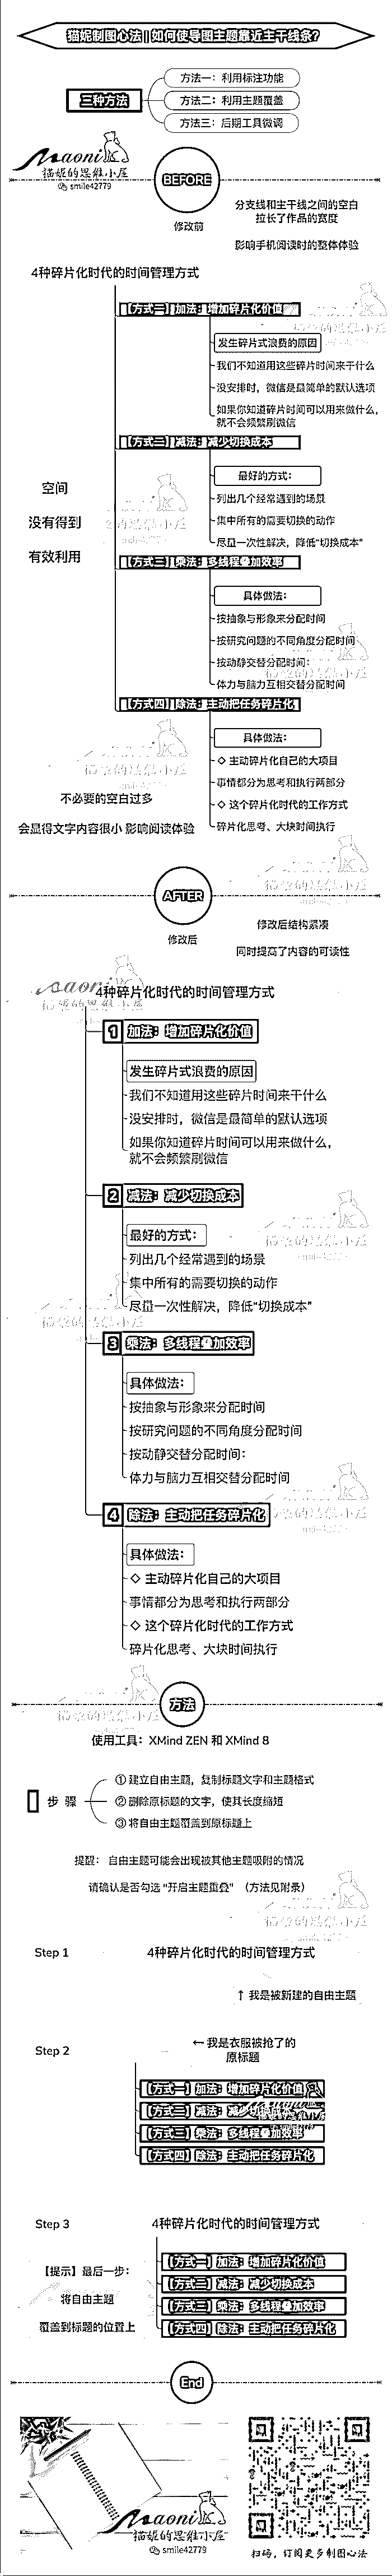 猫妮制图心法 | 如何使导图主题靠近主干线条?
三种方法
方法一：利用标注功能
方法二：利用主题覆盖
方法三：后期工具微调
Maoni
猫妮的思维小屋
smile42779
BEFORE
修改前
分支线和主干线之间的空白
拉长了作品的宽度
影响手机阅读时的整体体验
4种碎片化时代的时间管理方式
【方式一】加法：增加碎片化价值
发生碎片式浪费的原因
我们不知道用这些碎片时间来干什么
没安排时，微信是最简单的默认选项
如果你知道碎片时间可以用来做什么，
就不会频繁刷微信
【方式二】减法：减少切换成本
最好的方式：
列出几个经常遇到的场景
集中所有的需要切换的动作
尽量一次性解决，降低“切换成本”
空间
没有得到
有效利用
【方式三】乘法：多线程叠加效率
具体做法：
按抽象与形象来分配时间
按研究问题的不同角度分配时间
按动静交替分配时间：
体力与脑力互相交替分配时间
【方式四】除法：主动把任务碎片化
具体做法：
◇ 主动碎片化自己的大项目
事情都分为思考和执行两部分
◇ 这个碎片化时代的工作方式
碎片化思考、大块时间执行
不必要的空白过多
会显得文字内容很小 影响阅读体验
AFTER
修改后
修改后结构紧凑
同时提高了内容的可读性
4种碎片化时代的时间管理方式
1 加法：增加碎片化价值
发生碎片式浪费的原因
我们不知道用这些碎片时间来干什么
没安排时，微信是最简单的默认选项
如果你知道碎片时间可以用来做什么，
就不会频繁刷微信
2 减法：减少切换成本
最好的方式：
列出几个经常遇到的场景
集中所有的需要切换的动作
尽量一次性解决，降低“切换成本”
3 乘法：多线程叠加效率
具体做法：
按抽象与形象来分配时间
按研究问题的不同角度分配时间
按动静交替分配时间：
体力与脑力互相交替分配时间
4 除法：主动把任务碎片化
具体做法：
◇ 主动碎片化自己的大项目
事情都分为思考和执行两部分
◇ 这个碎片化时代的工作方式
碎片化思考、大块时间执行
方法
使用工具：XMind ZEN 和 XMind 8
步 骤
① 建立自由主题，复制标题文字和主题格式
② 删除原标题的文字，使其长度缩短
③ 将自由主题覆盖到原标题上
提醒： 自由主题可能会出现被其他主题吸附的情况
请确认是否勾选 “开启主题重叠” （方法见附录）
Step 1
4种碎片化时代的时间管理方式
↑ 我是被新建的自由主题
Step 2
← 我是衣服被抢了的
原标题
【方式一】加法：增加碎片化价值
【方式二】减法：减少切换成本
【方式三】乘法：多线程叠加效率
【方式四】除法：主动把任务碎片化
Step 3
4种碎片化时代的时间管理方式
【提示】最后一步：
将自由主题
覆盖到标题的位置上
【方式一】加法：增加碎片化价值
【方式二】减法：减少切换成本
【方式三】乘法：多线程叠加效率
【方式四】除法：主动把任务碎片化
End
Maoni
猫妮的思维小屋
smile42779
扫码，订阅更多制图心法